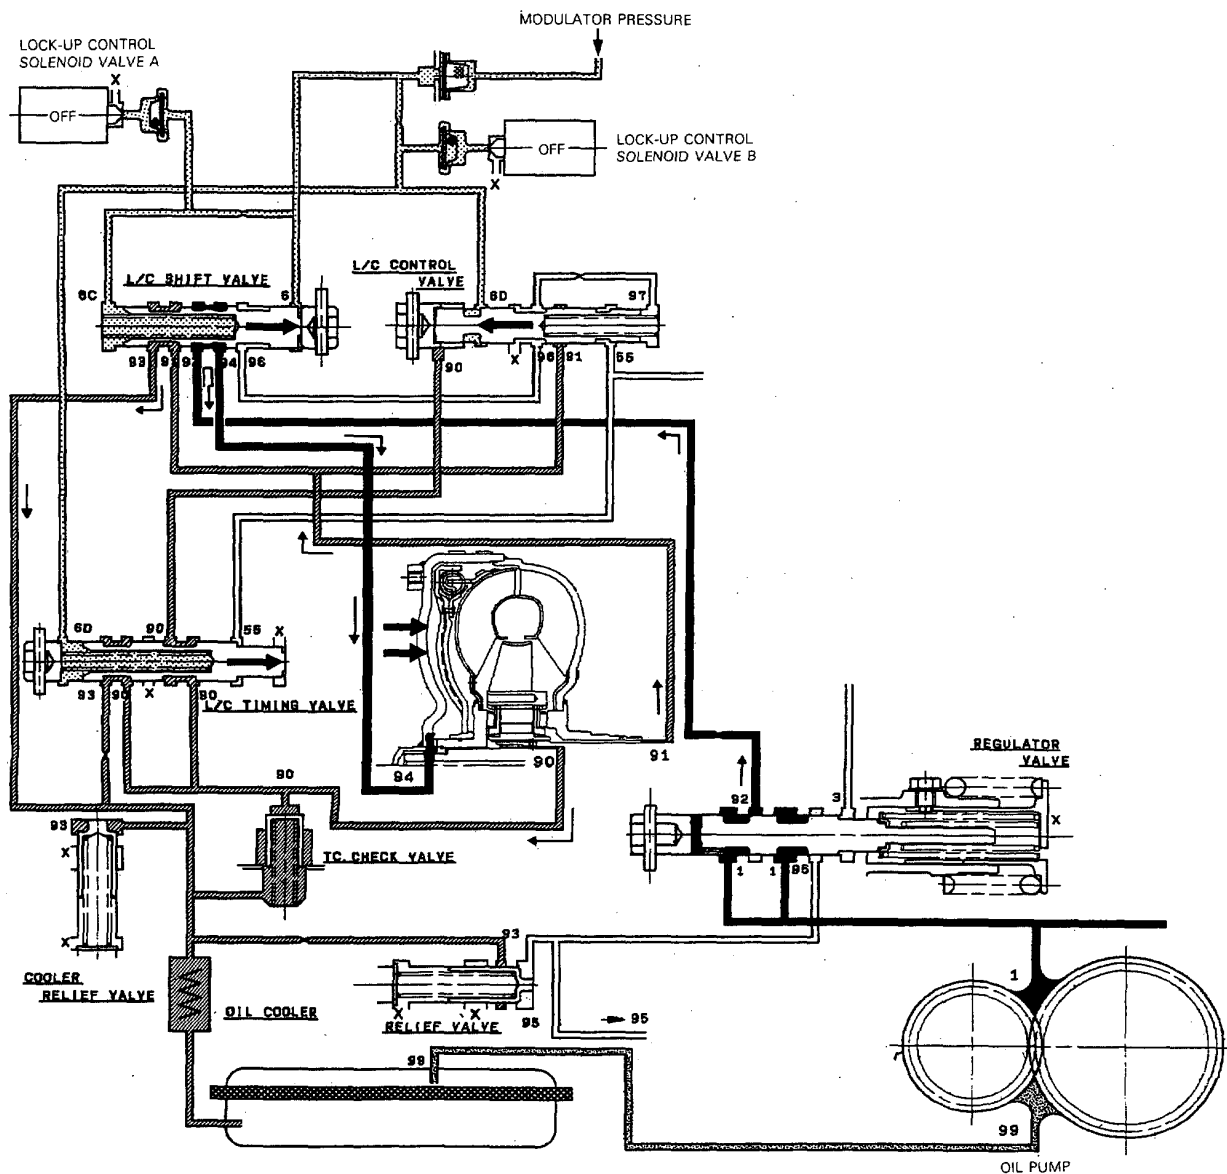 MODULATOR PRESSURE
LOCK-UP CONTROL
SOLENOID VALVE A
X
OFF
LOCK-UP CONTROL
SOLENOID VALVE B
OFF
X
L/C SHIFT VALVE
L/C CONTROL
VALVE
6C
6
6D
97
93
94
96
90
X
96
91
55
6D
90
55
X
93
90
X
90
L/C TIMING VALVE
94
90
91
REGULATOR
VALVE
90
92
3
X
93
X
TC. CHECK VALVE
1
1
95
X
93
COOLER
RELIEF VALVE
OIL COOLER
X
X
RELIEF VALVE
95
95
1
99
99
OIL PUMP